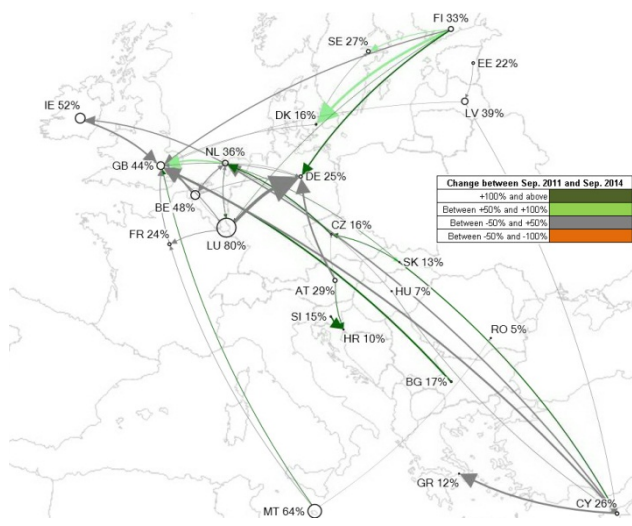 FI 33%
SE 27%
EE 22%
IE 52%
DK 16%
LV 39%
NL 36%
GB 44%
DE 25%
BE 48%
Change between Sep. 2011 and Sep. 2014
+100% and above
Between +50% and +100%
Between -50% and +50%
Between -50% and -100%
FR 24%
CZ 16%
LU 80%
SK 13%
AT 29%
HU 7%
SI 15%
HR 10%
RO 5%
BG 17%
GR 12%
CY 26%
MT 64%